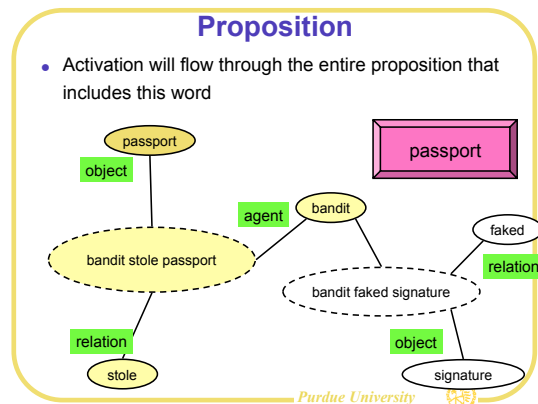 Proposition
• Activation will flow through the entire proposition that
includes this word
passport
passport
object
bandit
agent
faked
bandit stole passport
relation
bandit faked signature
relation
object
stole
signature
Purdue University